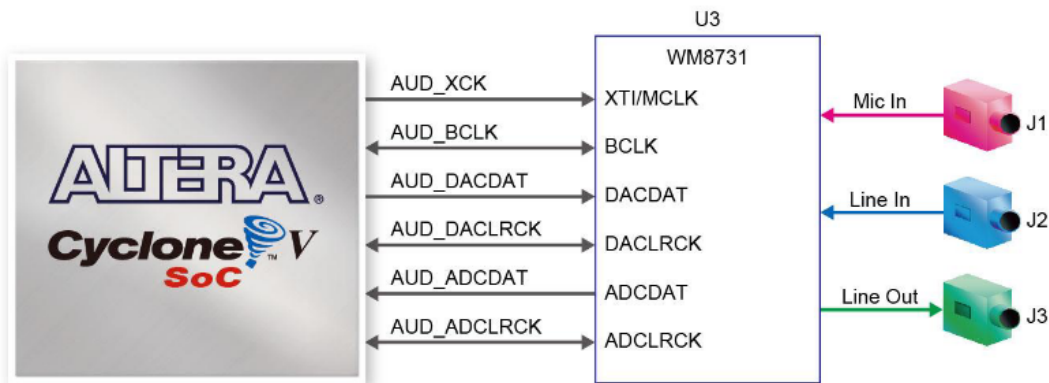 U3
WM8731
ALTERA®
Cyclone™ V
SoC
AUD_XCK
AUD_BCLK
AUD_DACDAT
AUD_DACLRCK
AUD_ADCDAT
AUD_ADCLRCK
XTI/MCLK
BCLK
DACDAT
DACLRCK
ADCDAT
ADCLRCK
Mic In
J1
Line In
J2
Line Out
J3